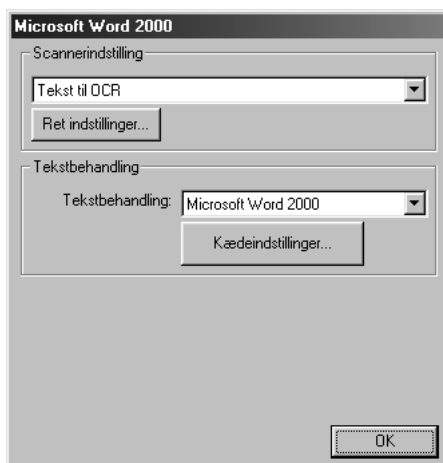 Microsoft Word 2000
Scannerindstilling
Tekst til OCR
Ret indstillinger...
Tekstbehandling
Tekstbehandling: Microsoft Word 2000
Kædeindstillinger...
OK